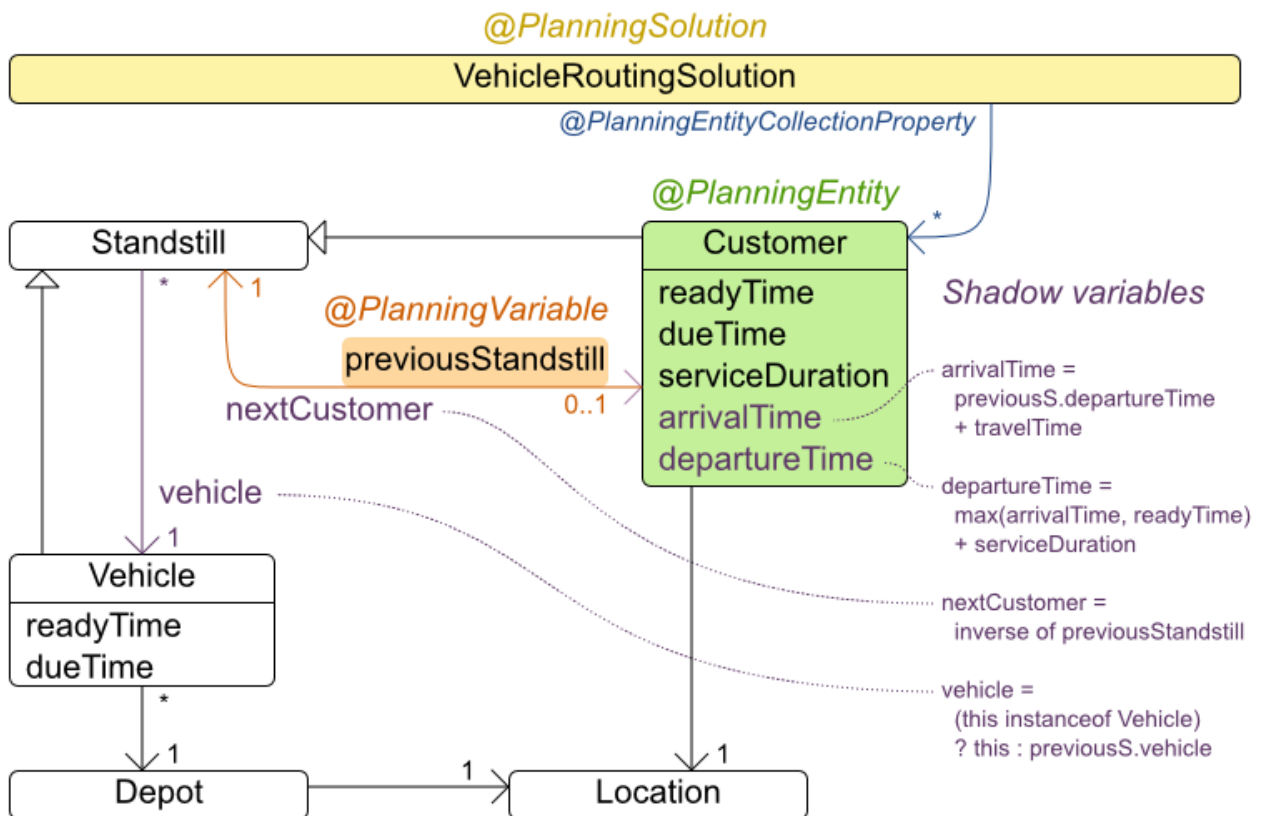 @PlanningSolution
VehicleRoutingSolution
@PlanningEntityCollectionProperty
@PlanningEntity
*
Standstill
Customer
*
1
@PlanningVariable
previousStandstill
0..1
nextCustomer
readyTime
dueTime
serviceDuration
arrivalTime
departureTime
Shadow variables
arrivalTime =
previousS.departureTime
+ travelTime
departureTime =
max(arrivalTime, readyTime)
+ serviceDuration
nextCustomer =
inverse of previousStandstill
vehicle =
(this instanceof Vehicle)
? this : previousS.vehicle
vehicle
1
Vehicle
readyTime
dueTime
*
1
1
1
Depot
Location